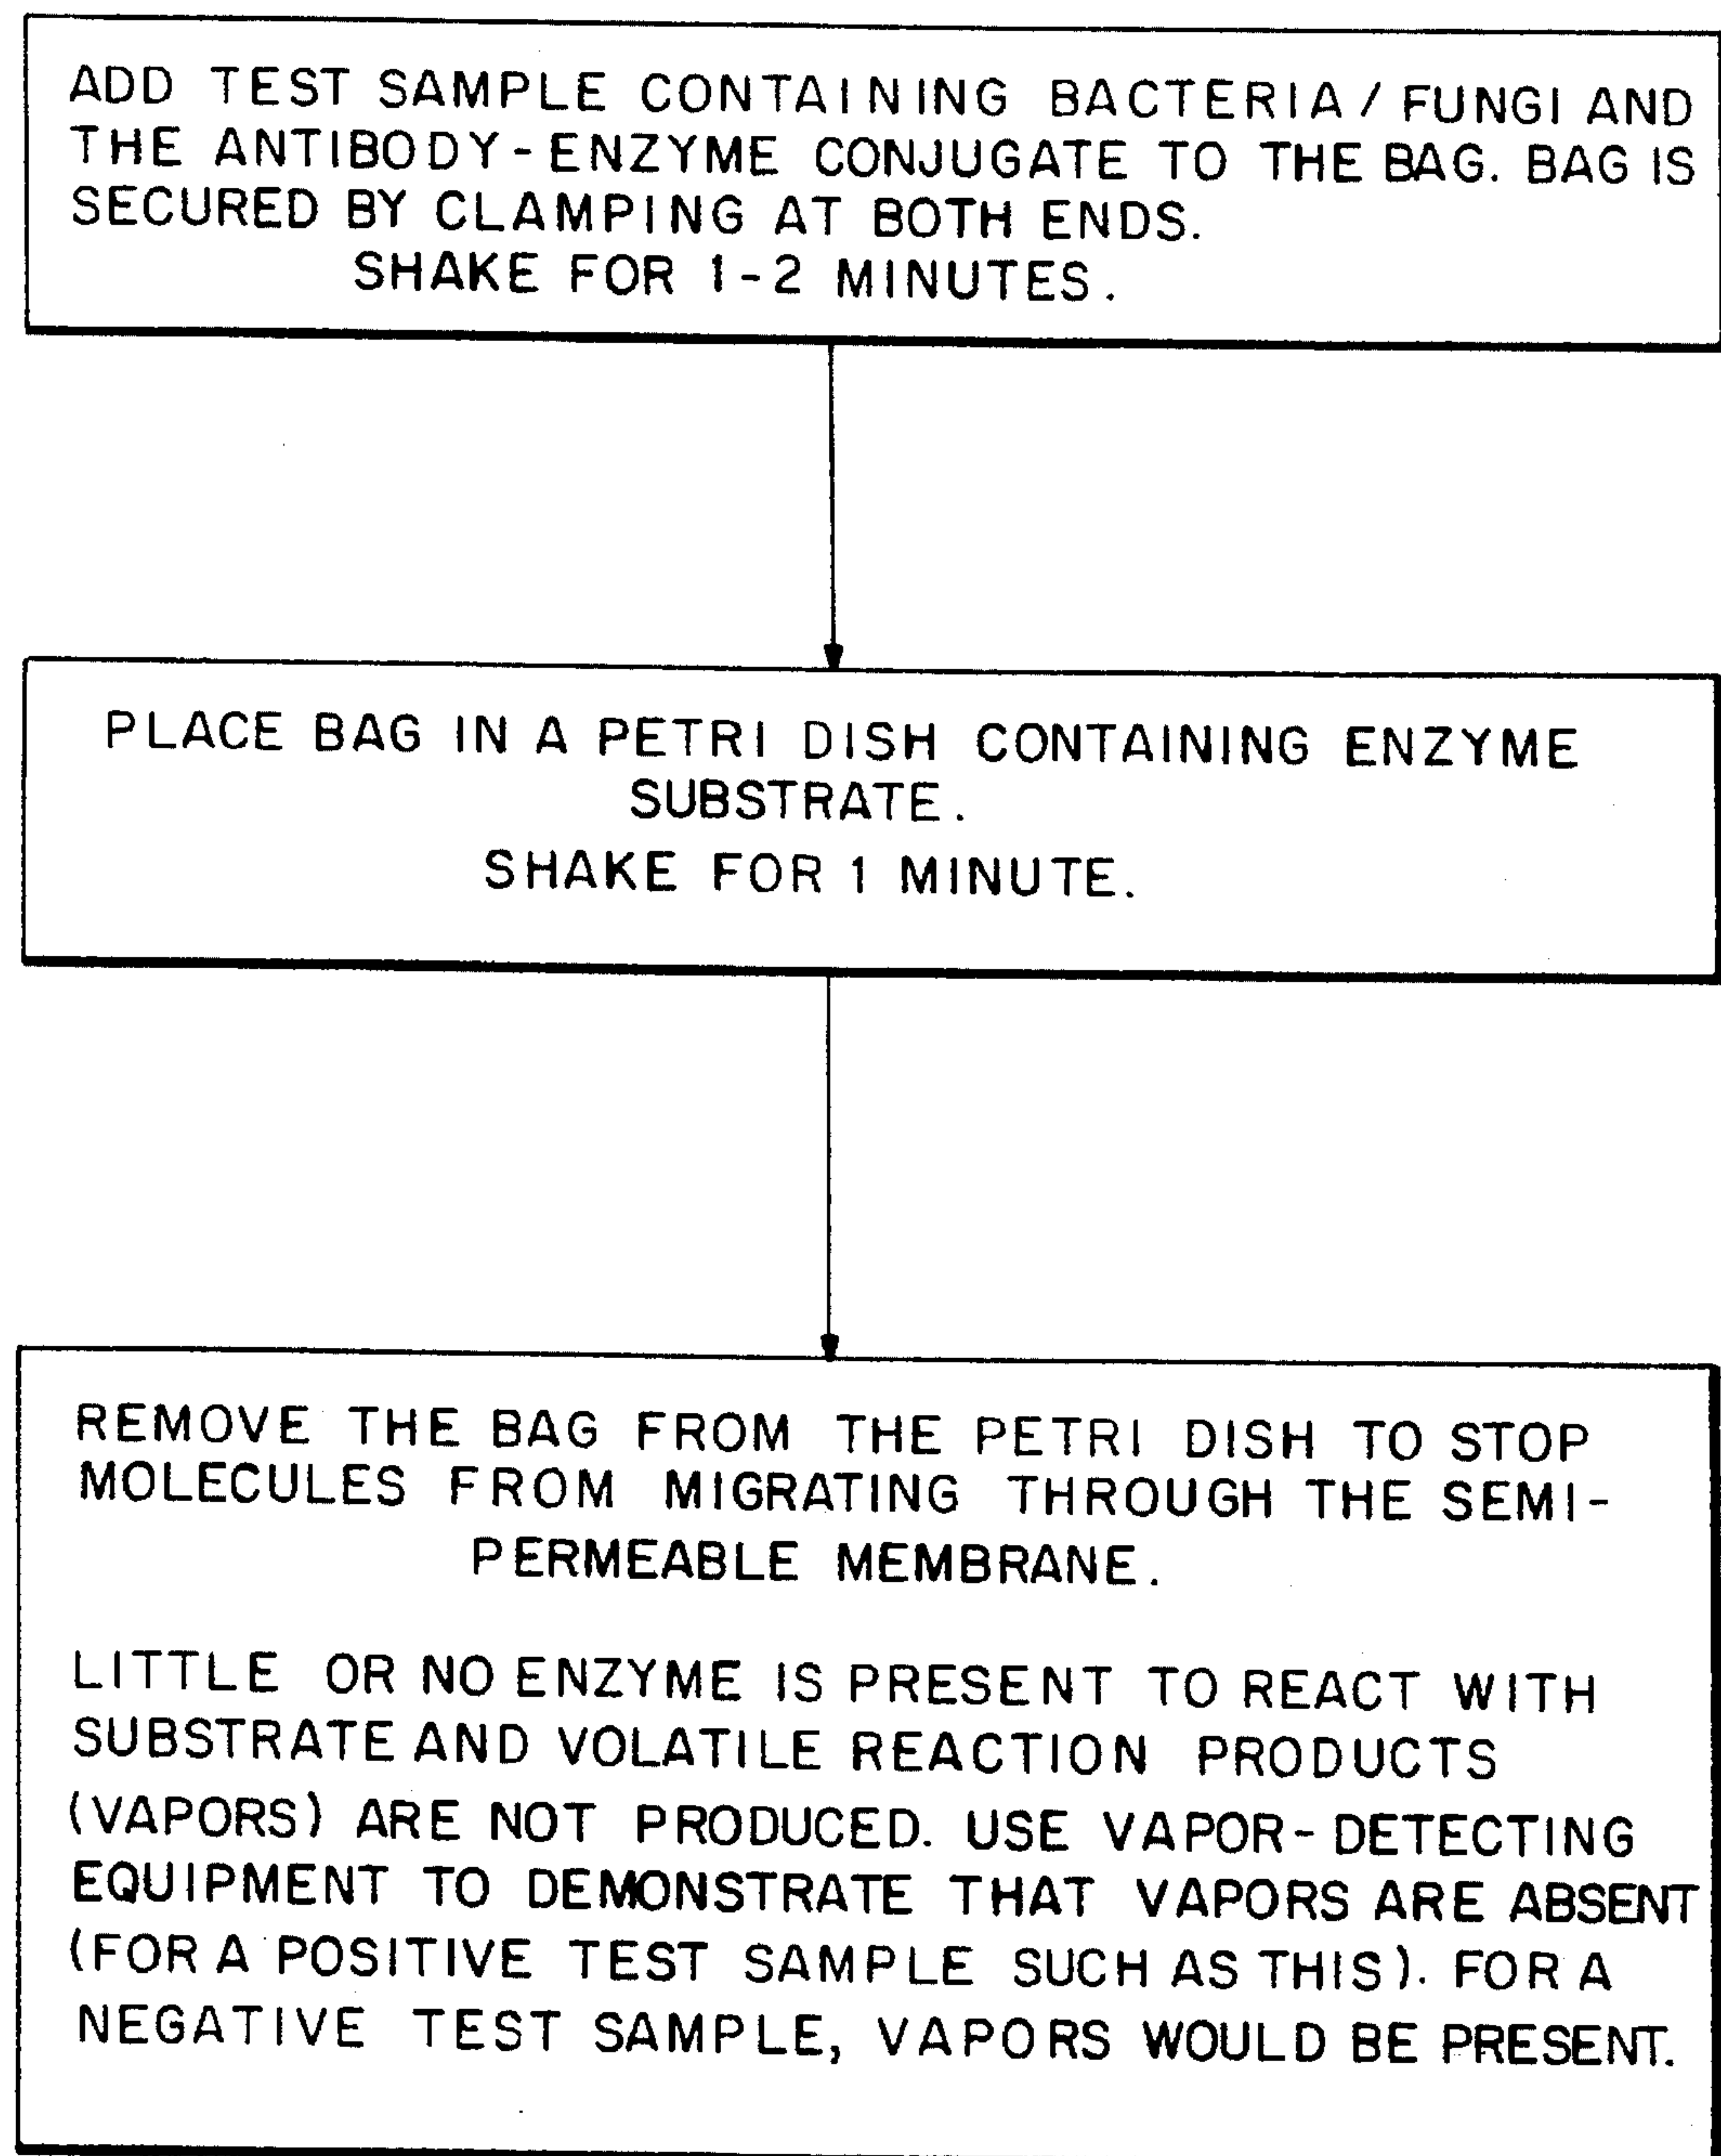 ADD TEST SAMPLE CONTAINING BACTERIA / FUNGI AND
THE ANTIBODY-ENZYME CONJUGATE TO THE BAG. BAG IS
SECURED BY CLAMPING AT BOTH ENDS.
SHAKE FOR 1-2 MINUTES.
PLACE BAG IN A PETRI DISH CONTAINING ENZYME
SUBSTRATE.
SHAKE FOR 1 MINUTE.
REMOVE THE BAG FROM THE PETRI DISH TO STOP
MOLECULES FROM MIGRATING THROUGH THE SEMI-
PERMEABLE MEMBRANE.
LITTLE OR NO ENZYME IS PRESENT TO REACT WITH
SUBSTRATE AND VOLATILE REACTION PRODUCTS
(VAPORS) ARE NOT PRODUCED. USE VAPOR-DETECTING
EQUIPMENT TO DEMONSTRATE THAT VAPORS ARE ABSENT
(FOR A POSITIVE TEST SAMPLE SUCH AS THIS). FOR A
NEGATIVE TEST SAMPLE, VAPORS WOULD BE PRESENT.